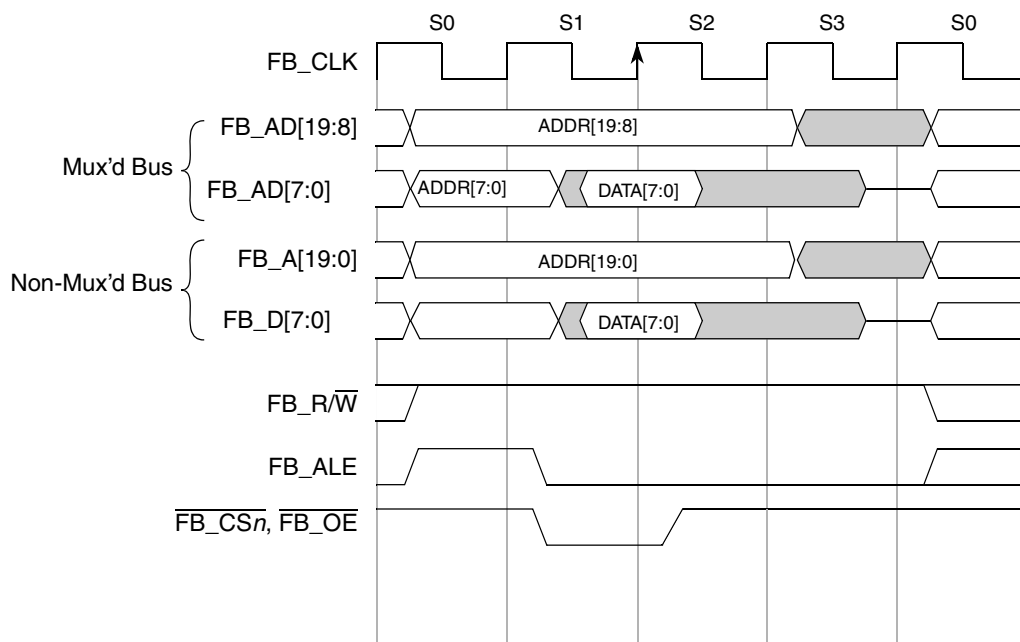 S0 S1 S2 S3 S0
FB_CLK
FB_AD[19:8] ADDR[19:8]
Mux'd Bus
FB_AD[7:0] ADDR[7:0] DATA[7:0]
FB_A[19:0] ADDR[19:0]
Non-Mux'd Bus
FB_D[7:0] DATA[7:0]
FB_R/W̅
FB_ALE
F̅B̅_̅C̅S̅n̅, F̅B̅_̅O̅E̅